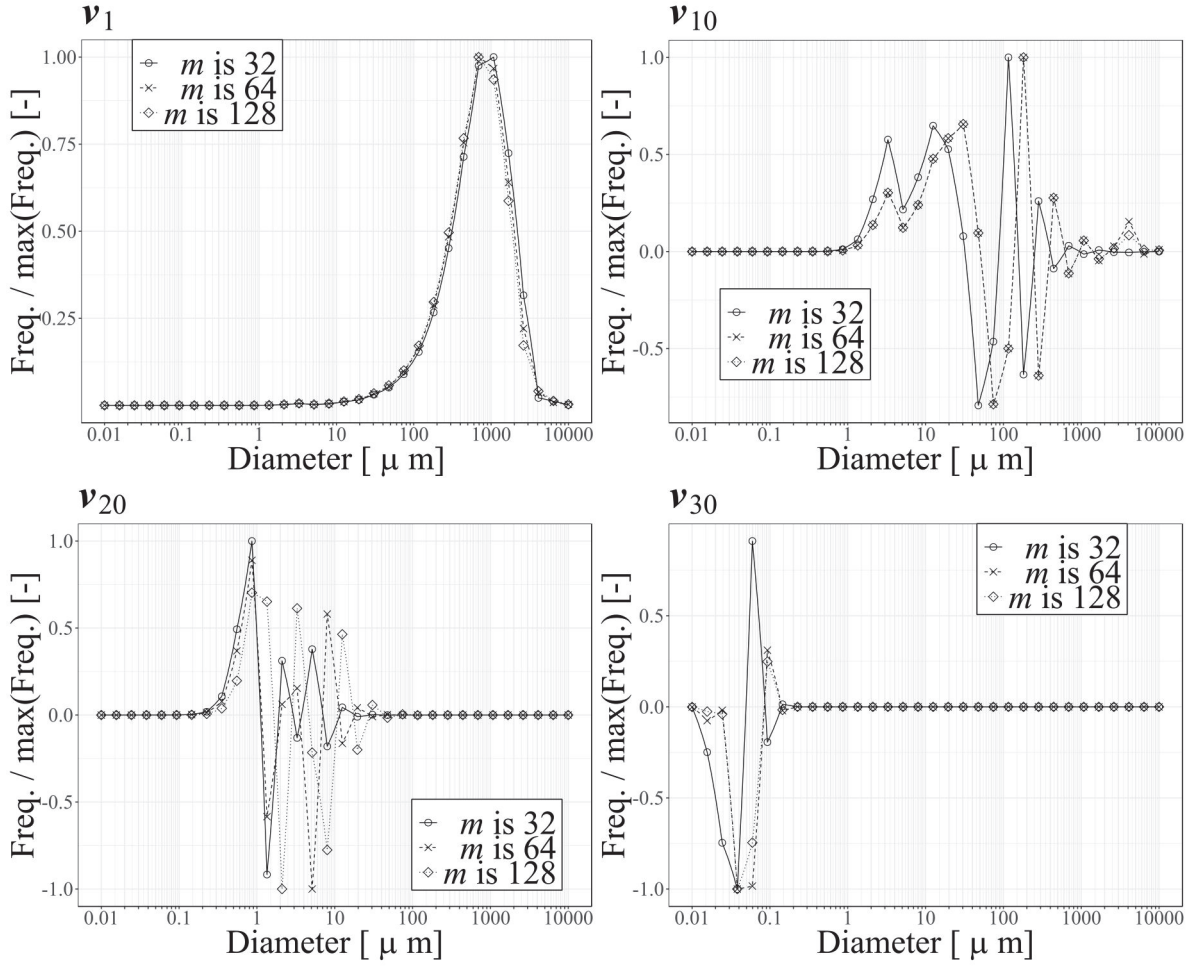 v1
Freq. / max(Freq.) [-]
1.00
0.75
0.50
0.25
m is 32
m is 64
m is 128
0.01 0.1 1 10 100 1000 10000
Diameter [ μ m]
v10
Freq. / max(Freq.) [-]
1.0
0.5
0.0
-0.5
m is 32
m is 64
m is 128
0.01 0.1 1 10 100 1000 10000
Diameter [ μ m]
v20
Freq. / max(Freq.) [-]
1.0
0.5
0.0
-0.5
-1.0
m is 32
m is 64
m is 128
0.01 0.1 1 10 100 1000 10000
Diameter [ μ m]
v30
Freq. / max(Freq.) [-]
0.5
0.0
-0.5
-1.0
m is 32
m is 64
m is 128
0.01 0.1 1 10 100 1000 10000
Diameter [ μ m]